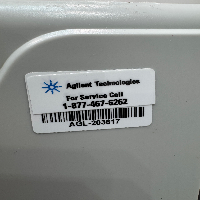 Agilent Technologies
For Service Call
1-877-467-6262
AGL-203617